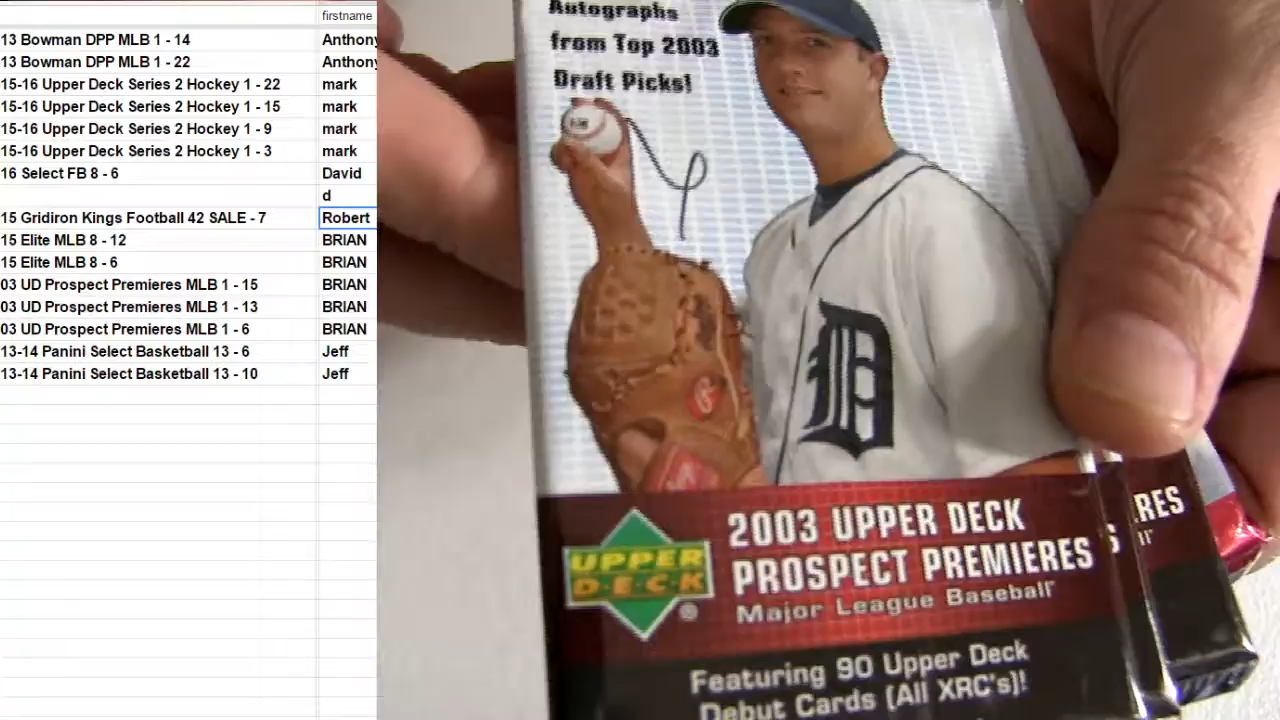 firstname
13 Bowman DPP MLB 1 - 14 Anthony
13 Bowman DPP MLB 1 - 22 Anthony
15-16 Upper Deck Series 2 Hockey 1 - 22 mark
15-16 Upper Deck Series 2 Hockey 1 - 15 mark
15-16 Upper Deck Series 2 Hockey 1 - 9 mark
15-16 Upper Deck Series 2 Hockey 1 - 3 mark
16 Select FB 8 - 6 David
d
15 Gridiron Kings Football 42 SALE - 7 Robert
15 Elite MLB 8 - 12 BRIAN
15 Elite MLB 8 - 6 BRIAN
03 UD Prospect Premieres MLB 1 - 15 BRIAN
03 UD Prospect Premieres MLB 1 - 13 BRIAN
03 UD Prospect Premieres MLB 1 - 6 BRIAN
13-14 Panini Select Basketball 13 - 6 Jeff
13-14 Panini Select Basketball 13 - 10 Jeff
Autographs
from Top 2003
Draft Picks!
D
UPPER
DECK
®
2003 UPPER DECK
PROSPECT PREMIERES
Major League Baseball
Featuring 90 Upper Deck
Debut Cards (All XRC's)!